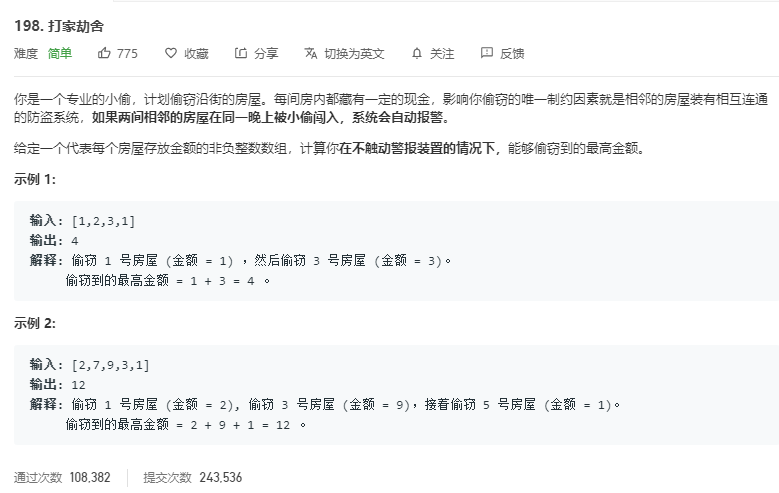 198. 打家劫舍
难度 简单 775 收藏 分享 切换为英文 关注 反馈
你是一个专业的小偷，计划偷窃沿街的房屋。每间房内都藏有一定的现金，影响你偷窃的唯一制约因素就是相邻的房屋装有相互连通
的防盗系统，如果两间相邻的房屋在同一晚上被小偷闯入，系统会自动报警。
给定一个代表每个房屋存放金额的非负整数数组，计算你在不触动警报装置的情况下，能够偷窃到的最高金额。
示例 1:
输入: [1,2,3,1]
输出: 4
解释: 偷窃 1 号房屋 (金额 = 1) ，然后偷窃 3 号房屋 (金额 = 3)。
偷窃到的最高金额 = 1 + 3 = 4 。
示例 2:
输入: [2,7,9,3,1]
输出: 12
解释: 偷窃 1 号房屋 (金额 = 2), 偷窃 3 号房屋 (金额 = 9)，接着偷窃 5 号房屋 (金额 = 1)。
偷窃到的最高金额 = 2 + 9 + 1 = 12 。
通过次数 108,382 提交次数 243,536